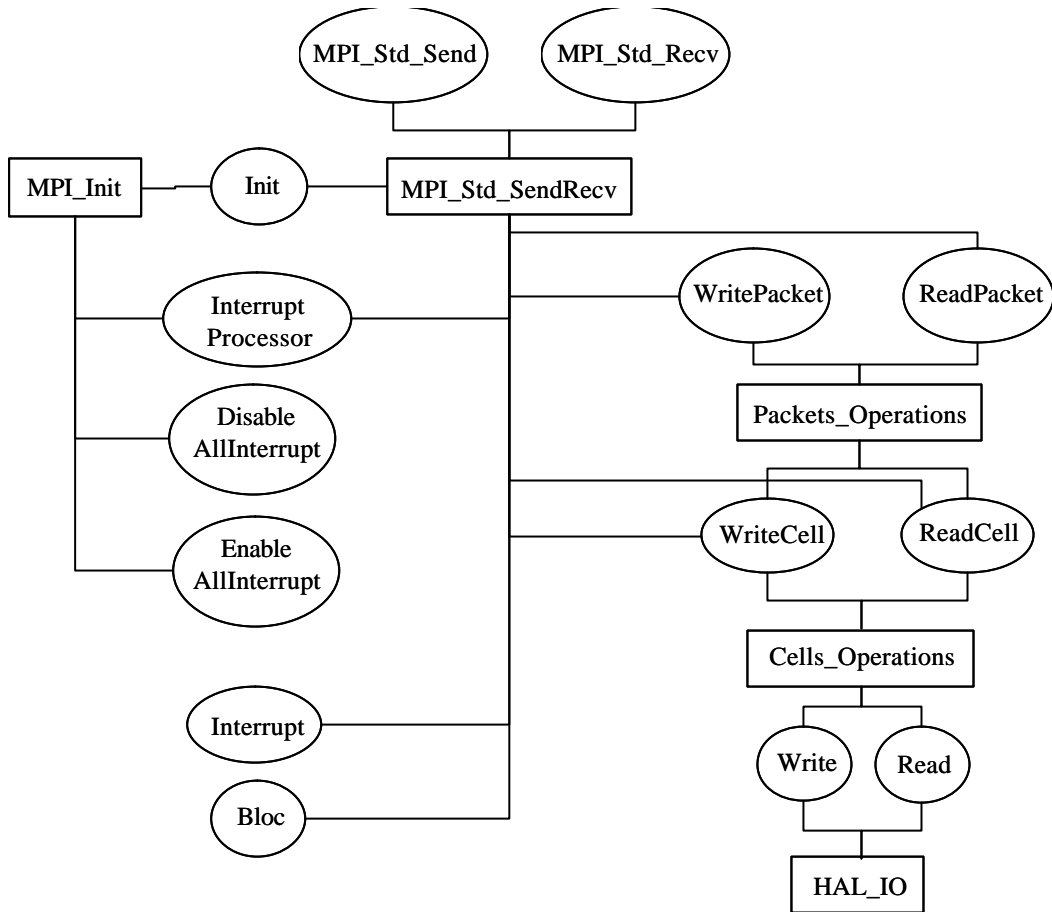 MPI_Std_Send
MPI_Std_Recv
MPI_Init
Init
MPI_Std_SendRecv
WritePacket
ReadPacket
Interrupt
Processor
Packets_Operations
Disable
AllInterrupt
WriteCell
ReadCell
Enable
AllInterrupt
Cells_Operations
Interrupt
Write
Read
Bloc
HAL_IO